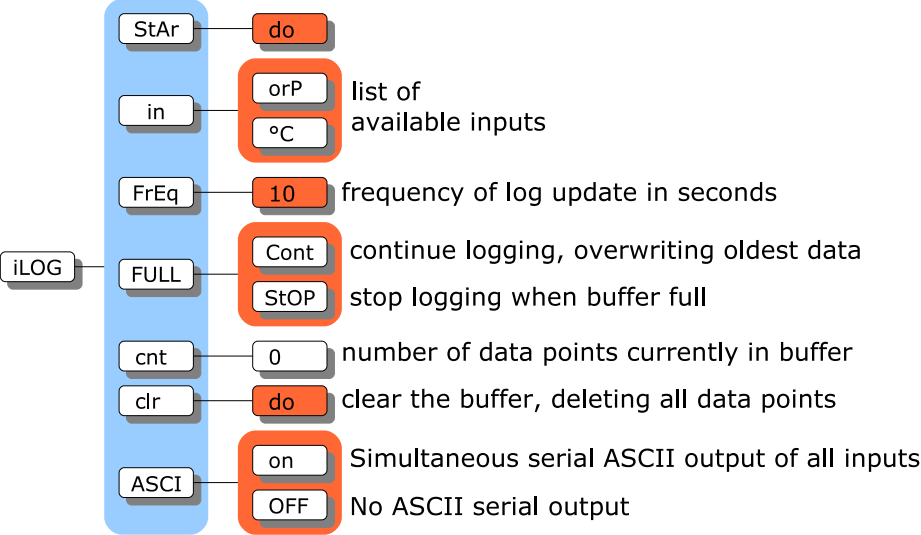 StAr do
in orP list of
°C available inputs
FrEq 10 frequency of log update in seconds
iLOG
FULL Cont continue logging, overwriting oldest data
StOP stop logging when buffer full
cnt 0 number of data points currently in buffer
clr do clear the buffer, deleting all data points
ASCI on Simultaneous serial ASCII output of all inputs
OFF No ASCII serial output